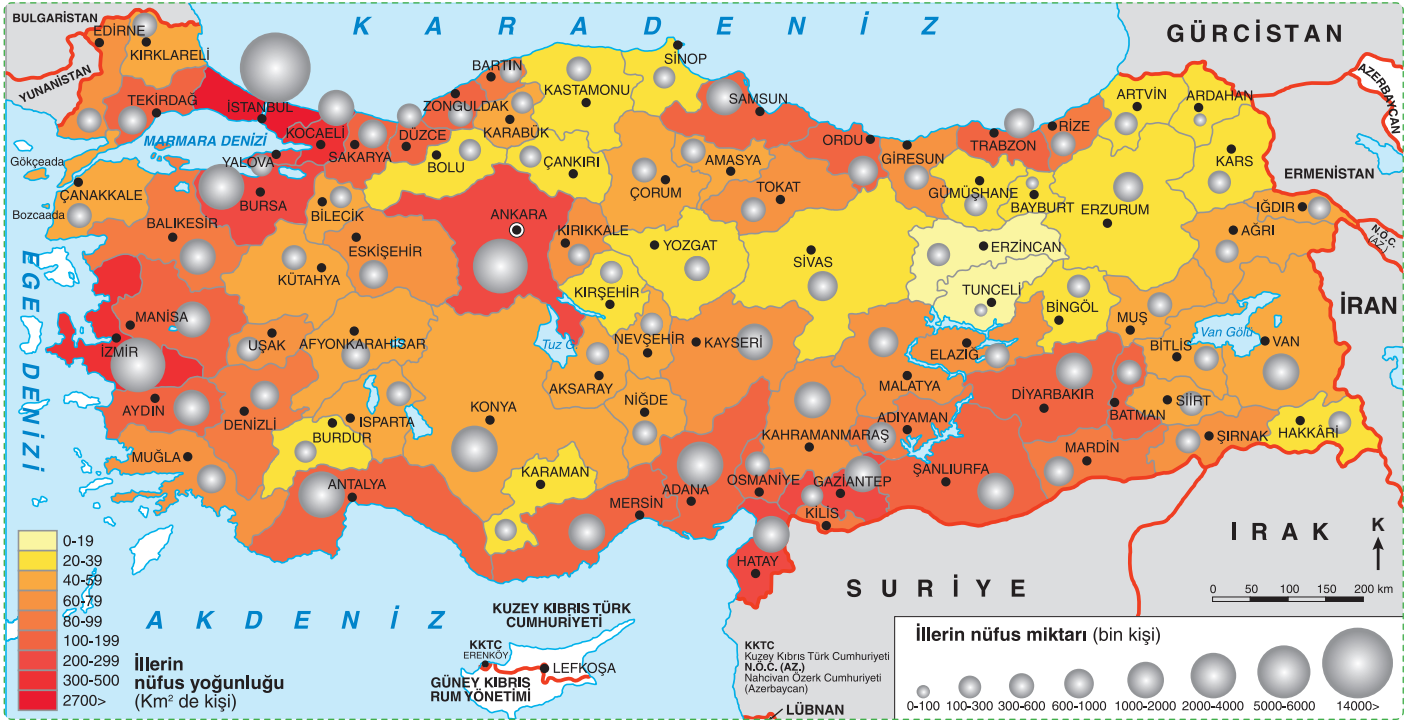 BULGARİSTAN
EDİRNE
KIRKLARELİ
YUNANİSTAN
TEKİRDAĞ
K A R A D E N İ Z
GÜRCİSTAN
AZERBAYCAN
ERMENİSTAN
İSTANBUL
KOCAELİ
MARMARA DENİZİ
YALOVA
SAKARYA
DÜZCE
ZONGULDAK
BARTIN
KARABÜK
KASTAMONU
SİNOP
SAMSUN
BOLU
ÇANKIRI
ÇORUM
AMASYA
TOKAT
ORDU
GİRESUN
TRABZON
RİZE
ARTVİN
ARDAHAN
KARS
GÜMÜŞHANE
BAYBURT
ERZURUM
IĞDIR
AĞRI
N.Ö.C.
(AZ.)
Gökçeada
ÇANAKKALE
Bozcaada
BALIKESİR
BURSA
BİLECİK
ESKİŞEHİR
KÜTAHYA
ANKARA
KIRIKKALE
KIRŞEHİR
YOZGAT
SİVAS
ERZİNCAN
TUNCELİ
BİNGÖL
MUŞ
BİTLİS
Van Gölü
VAN
İRAN
EGE DENİZİ
MANİSA
İZMİR
UŞAK
AFYONKARAHİSAR
Tuz G.
AKSARAY
NEVŞEHİR
KAYSERİ
MALATYA
ELAZIĞ
DİYARBAKIR
BATMAN
SİİRT
ŞIRNAK
HAKKÂRİ
AYDIN
DENİZLİ
BURDUR
ISPARTA
KONYA
NİĞDE
KAHRAMANMARAŞ
ADIYAMAN
MARDİN
MUĞLA
ANTALYA
KARAMAN
MERSİN
ADANA
OSMANİYE
GAZİANTEP
KİLİS
ŞANLIURFA
HATAY
SURİYE
IRAK
K
0 50 100 150 200 km
0-19
20-39
40-59
60-79
80-99
100-199
200-299
300-500
2700>
İllerin
nüfus yoğunluğu
(Km² de kişi)
A K D E N İ Z
KUZEY KIBRIS TÜRK
CUMHURİYETİ
KKTC
ERENKÖY
LEFKOŞA
GÜNEY KIBRIS
RUM YÖNETİMİ
KKTC
Kuzey Kıbrıs Türk Cumhuriyeti
N.Ö.C. (AZ.)
Nahcivan Özerk Cumhuriyeti
(Azerbaycan)
LÜBNAN
İllerin nüfus miktarı (bin kişi)
0-100 100-300 300-600 600-1000 1000-2000 2000-4000 5000-6000 14000>